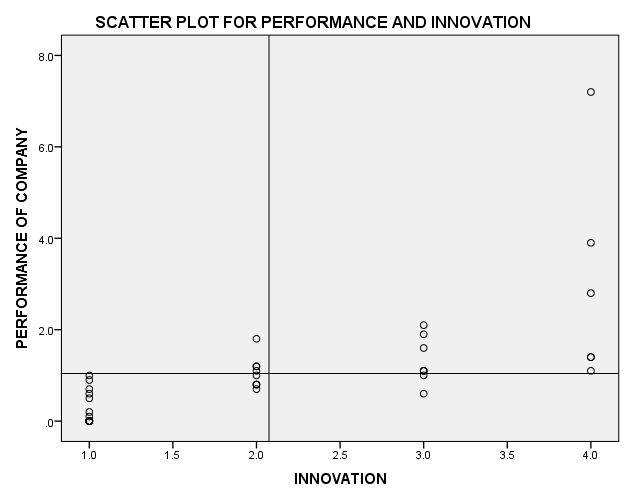 SCATTER PLOT FOR PERFORMANCE AND INNOVATION
PERFORMANCE OF COMPANY
8.0
6.0
4.0
2.0
.0
1.0 1.5 2.0 2.5 3.0 3.5 4.0
INNOVATION